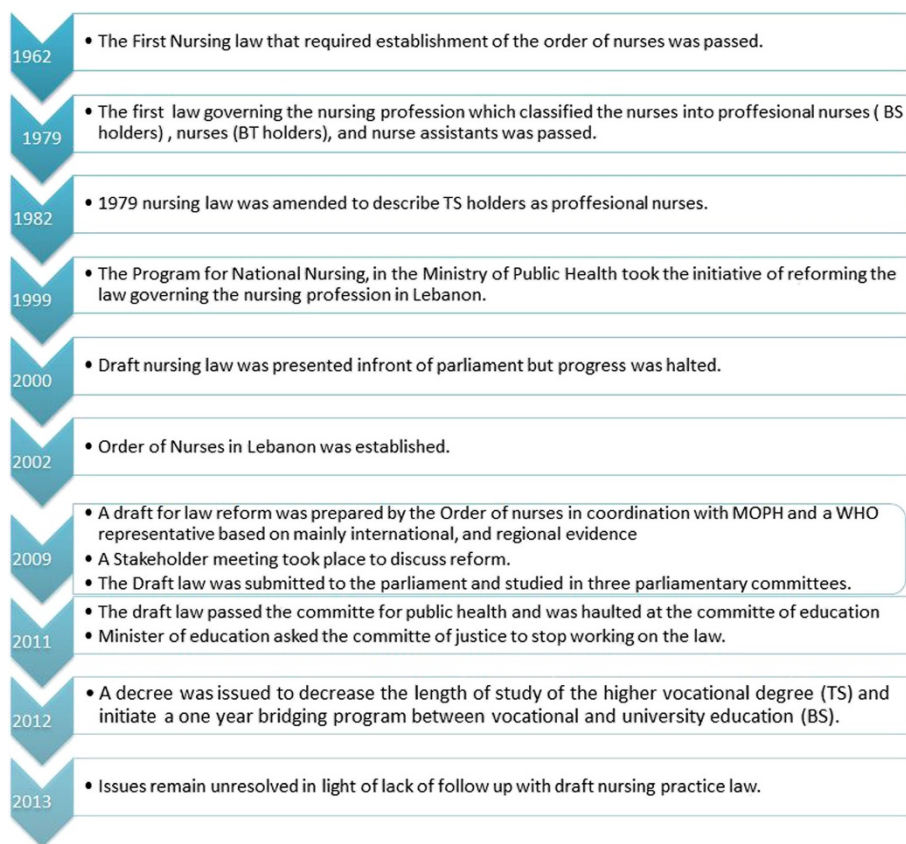 1962
• The First Nursing law that required establishment of the order of nurses was passed.
1979
• The first law governing the nursing profession which classified the nurses into proffesional nurses ( BS
holders) , nurses (BT holders), and nurse assistants was passed.
1982
• 1979 nursing law was amended to describe TS holders as proffesional nurses.
1999
• The Program for National Nursing, in the Ministry of Public Health took the initiative of reforming the
law governing the nursing profession in Lebanon.
2000
• Draft nursing law was presented infront of parliament but progress was halted.
2002
• Order of Nurses in Lebanon was established.
2009
• A draft for law reform was prepared by the Order of nurses in coordination with MOPH and a WHO
representative based on mainly international, and regional evidence
• A Stakeholder meeting took place to discuss reform.
• The Draft law was submitted to the parliament and studied in three parliamentary committees.
2011
• The draft law passed the committe for public health and was haulted at the committe of education
• Minister of education asked the committe of justice to stop working on the law.
2012
• A decree was issued to decrease the length of study of the higher vocational degree (TS) and
initiate a one year bridging program between vocational and university education (BS).
2013
• Issues remain unresolved in light of lack of follow up with draft nursing practice law.